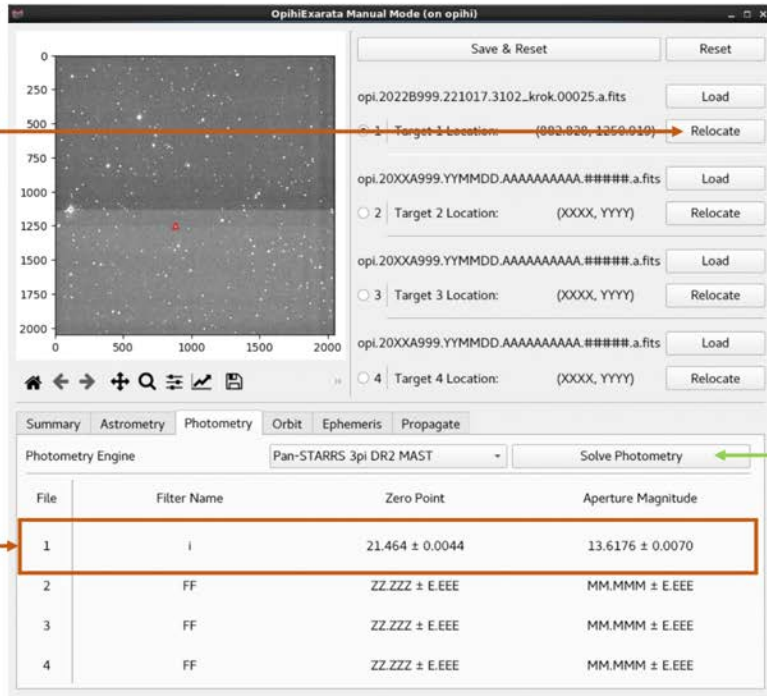 OpihiExarata Manual Mode (on opihi)
Save & Reset
Reset
opi.2022B999.221017.3102_krok.00025.a.fits
Load
1 Target 1 Location: (882.820, 1250.919)
Relocate
opi.20XXA999.YYMMDD.AAAAAAAAAA.#####.a.fits
Load
2 Target 2 Location: (XXXX, YYYY)
Relocate
opi.20XXA999.YYMMDD.AAAAAAAAAA.#####.a.fits
Load
3 Target 3 Location: (XXXX, YYYY)
Relocate
opi.20XXA999.YYMMDD.AAAAAAAAAA.#####.a.fits
Load
4 Target 4 Location: (XXXX, YYYY)
Relocate
0
250
500
750
1000
1250
1500
1750
2000
0 500 1000 1500 2000
Summary Astrometry Photometry Orbit Ephemeris Propagate
Photometry Engine Pan-STARRS 3pi DR2 MAST Solve Photometry
File Filter Name Zero Point Aperture Magnitude
1 i 21.464 ± 0.0044 13.6176 ± 0.0070
2 FF ZZ.ZZZ ± E.EEE MM.MMM ± E.EEE
3 FF ZZ.ZZZ ± E.EEE MM.MMM ± E.EEE
4 FF ZZ.ZZZ ± E.EEE MM.MMM ± E.EEE